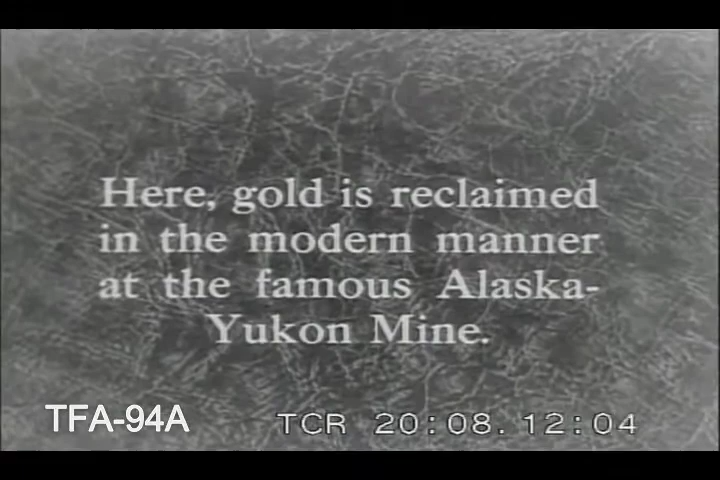 Here, gold is reclaimed
in the modern manner
at the famous Alaska-
Yukon Mine.
TFA-94A
TCR 20:08.12:04